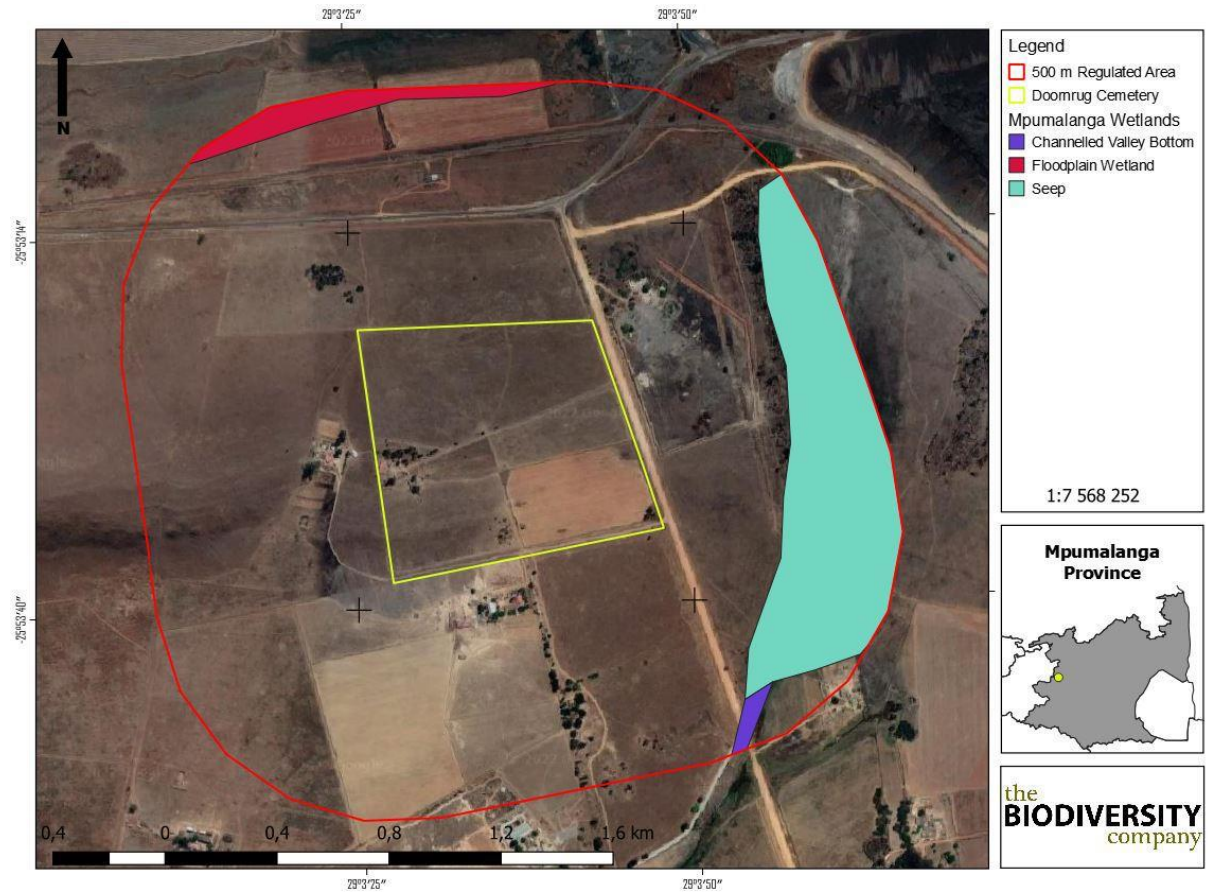 29°3'25" 29°3'50"
N
-25°53'14"
-25°53'40"
0,4 0 0,4 0,8 1,2 1,6 km
29°3'25" 29°3'50"
Legend
500 m Regulated Area
Doornrug Cemetery
Mpumalanga Wetlands
Channelled Valley Bottom
Floodplain Wetland
Seep
1:7 568 252
Mpumalanga
Province
the
BIODIVERSITY
company